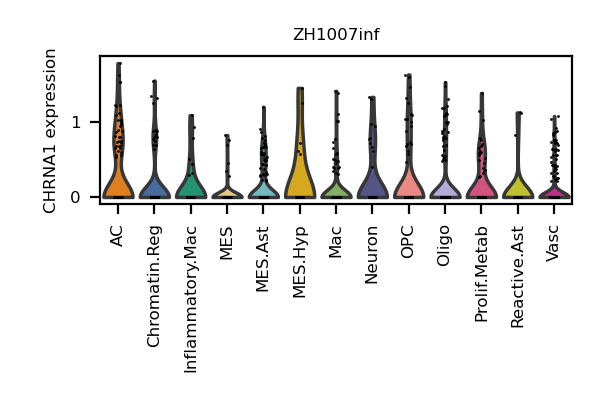 ZH1007inf
CHRNA1 expression
1
0
AC
Chromatin.Reg
Inflammatory.Mac
MES
MES.Ast
MES.Hyp
Mac
Neuron
OPC
Oligo
Prolif.Metab
Reactive.Ast
Vasc